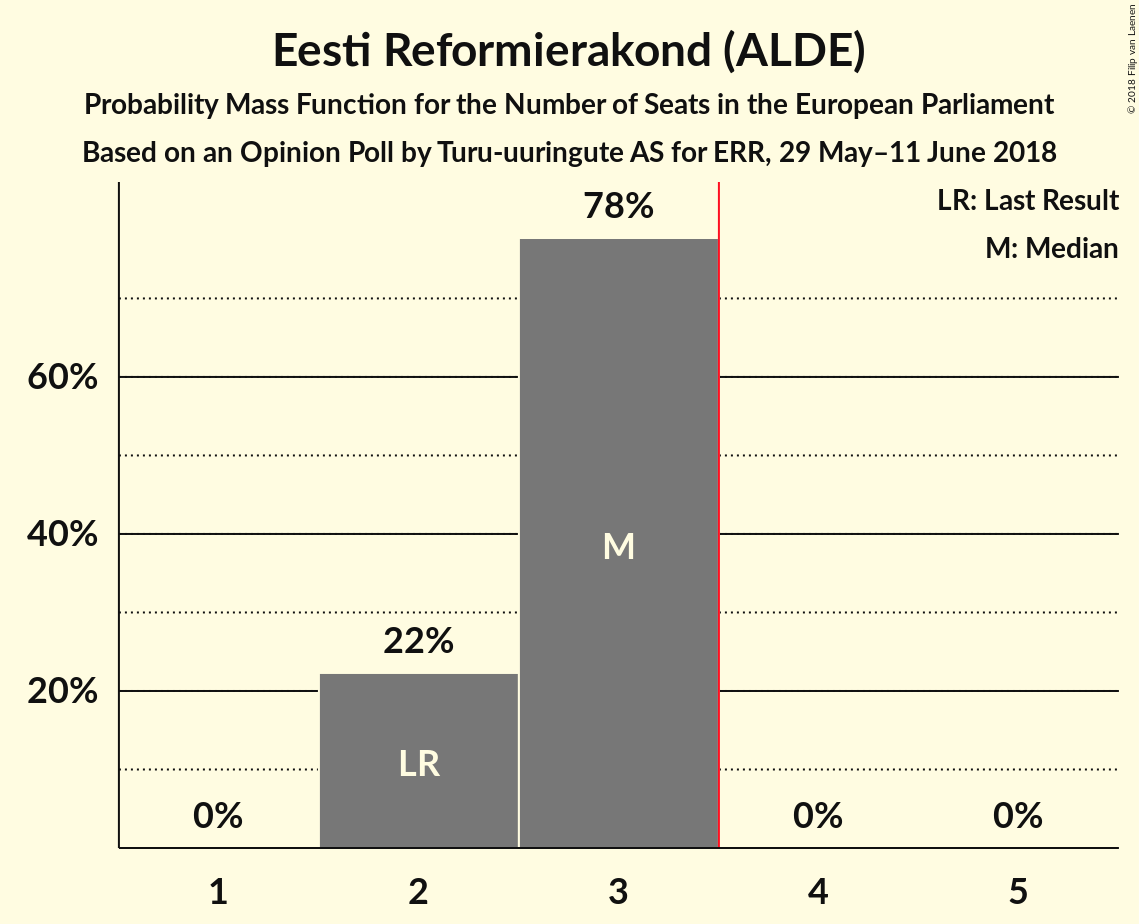 Eesti Reformierakond (ALDE)
Probability Mass Function for the Number of Seats in the European Parliament
Based on an Opinion Poll by Turu-uuringute AS for ERR, 29 May–11 June 2018
© 2018 Filip van Laenen
LR: Last Result
M: Median
78%
60%
40%
M
22%
20%
LR
0%
0%
0%
1
2
3
4
5